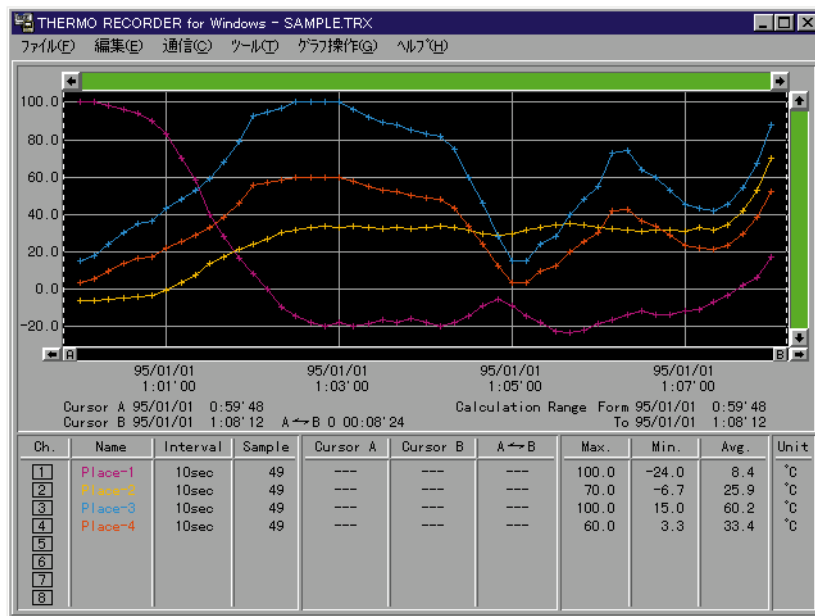 THERMO RECORDER for Windows - SAMPLE.TRX
ファイル(F) 編集(E) 通信(C) ツール(T) グラフ操作(G) ヘルプ(H)
100.0
80.0
60.0
40.0
20.0
0.0
-20.0
A B
95/01/01 95/01/01 95/01/01 95/01/01
1:01'00 1:03'00 1:05'00 1:07'00
Cursor A 95/01/01 0:59'48 Calculation Range Form 95/01/01 0:59'48
Cursor B 95/01/01 1:08'12 A↔B 0 00:08'24 To 95/01/01 1:08'12
Ch. Name Interval Sample Cursor A Cursor B A↔B Max. Min. Avg. Unit
1 Place-1 10sec 49 --- --- --- 100.0 -24.0 8.4 °C
2 Place-2 10sec 49 --- --- --- 70.0 -6.7 25.9 °C
3 Place-3 10sec 49 --- --- --- 100.0 15.0 60.2 °C
4 Place-4 10sec 49 --- --- --- 60.0 3.3 33.4 °C
5
6
7
8